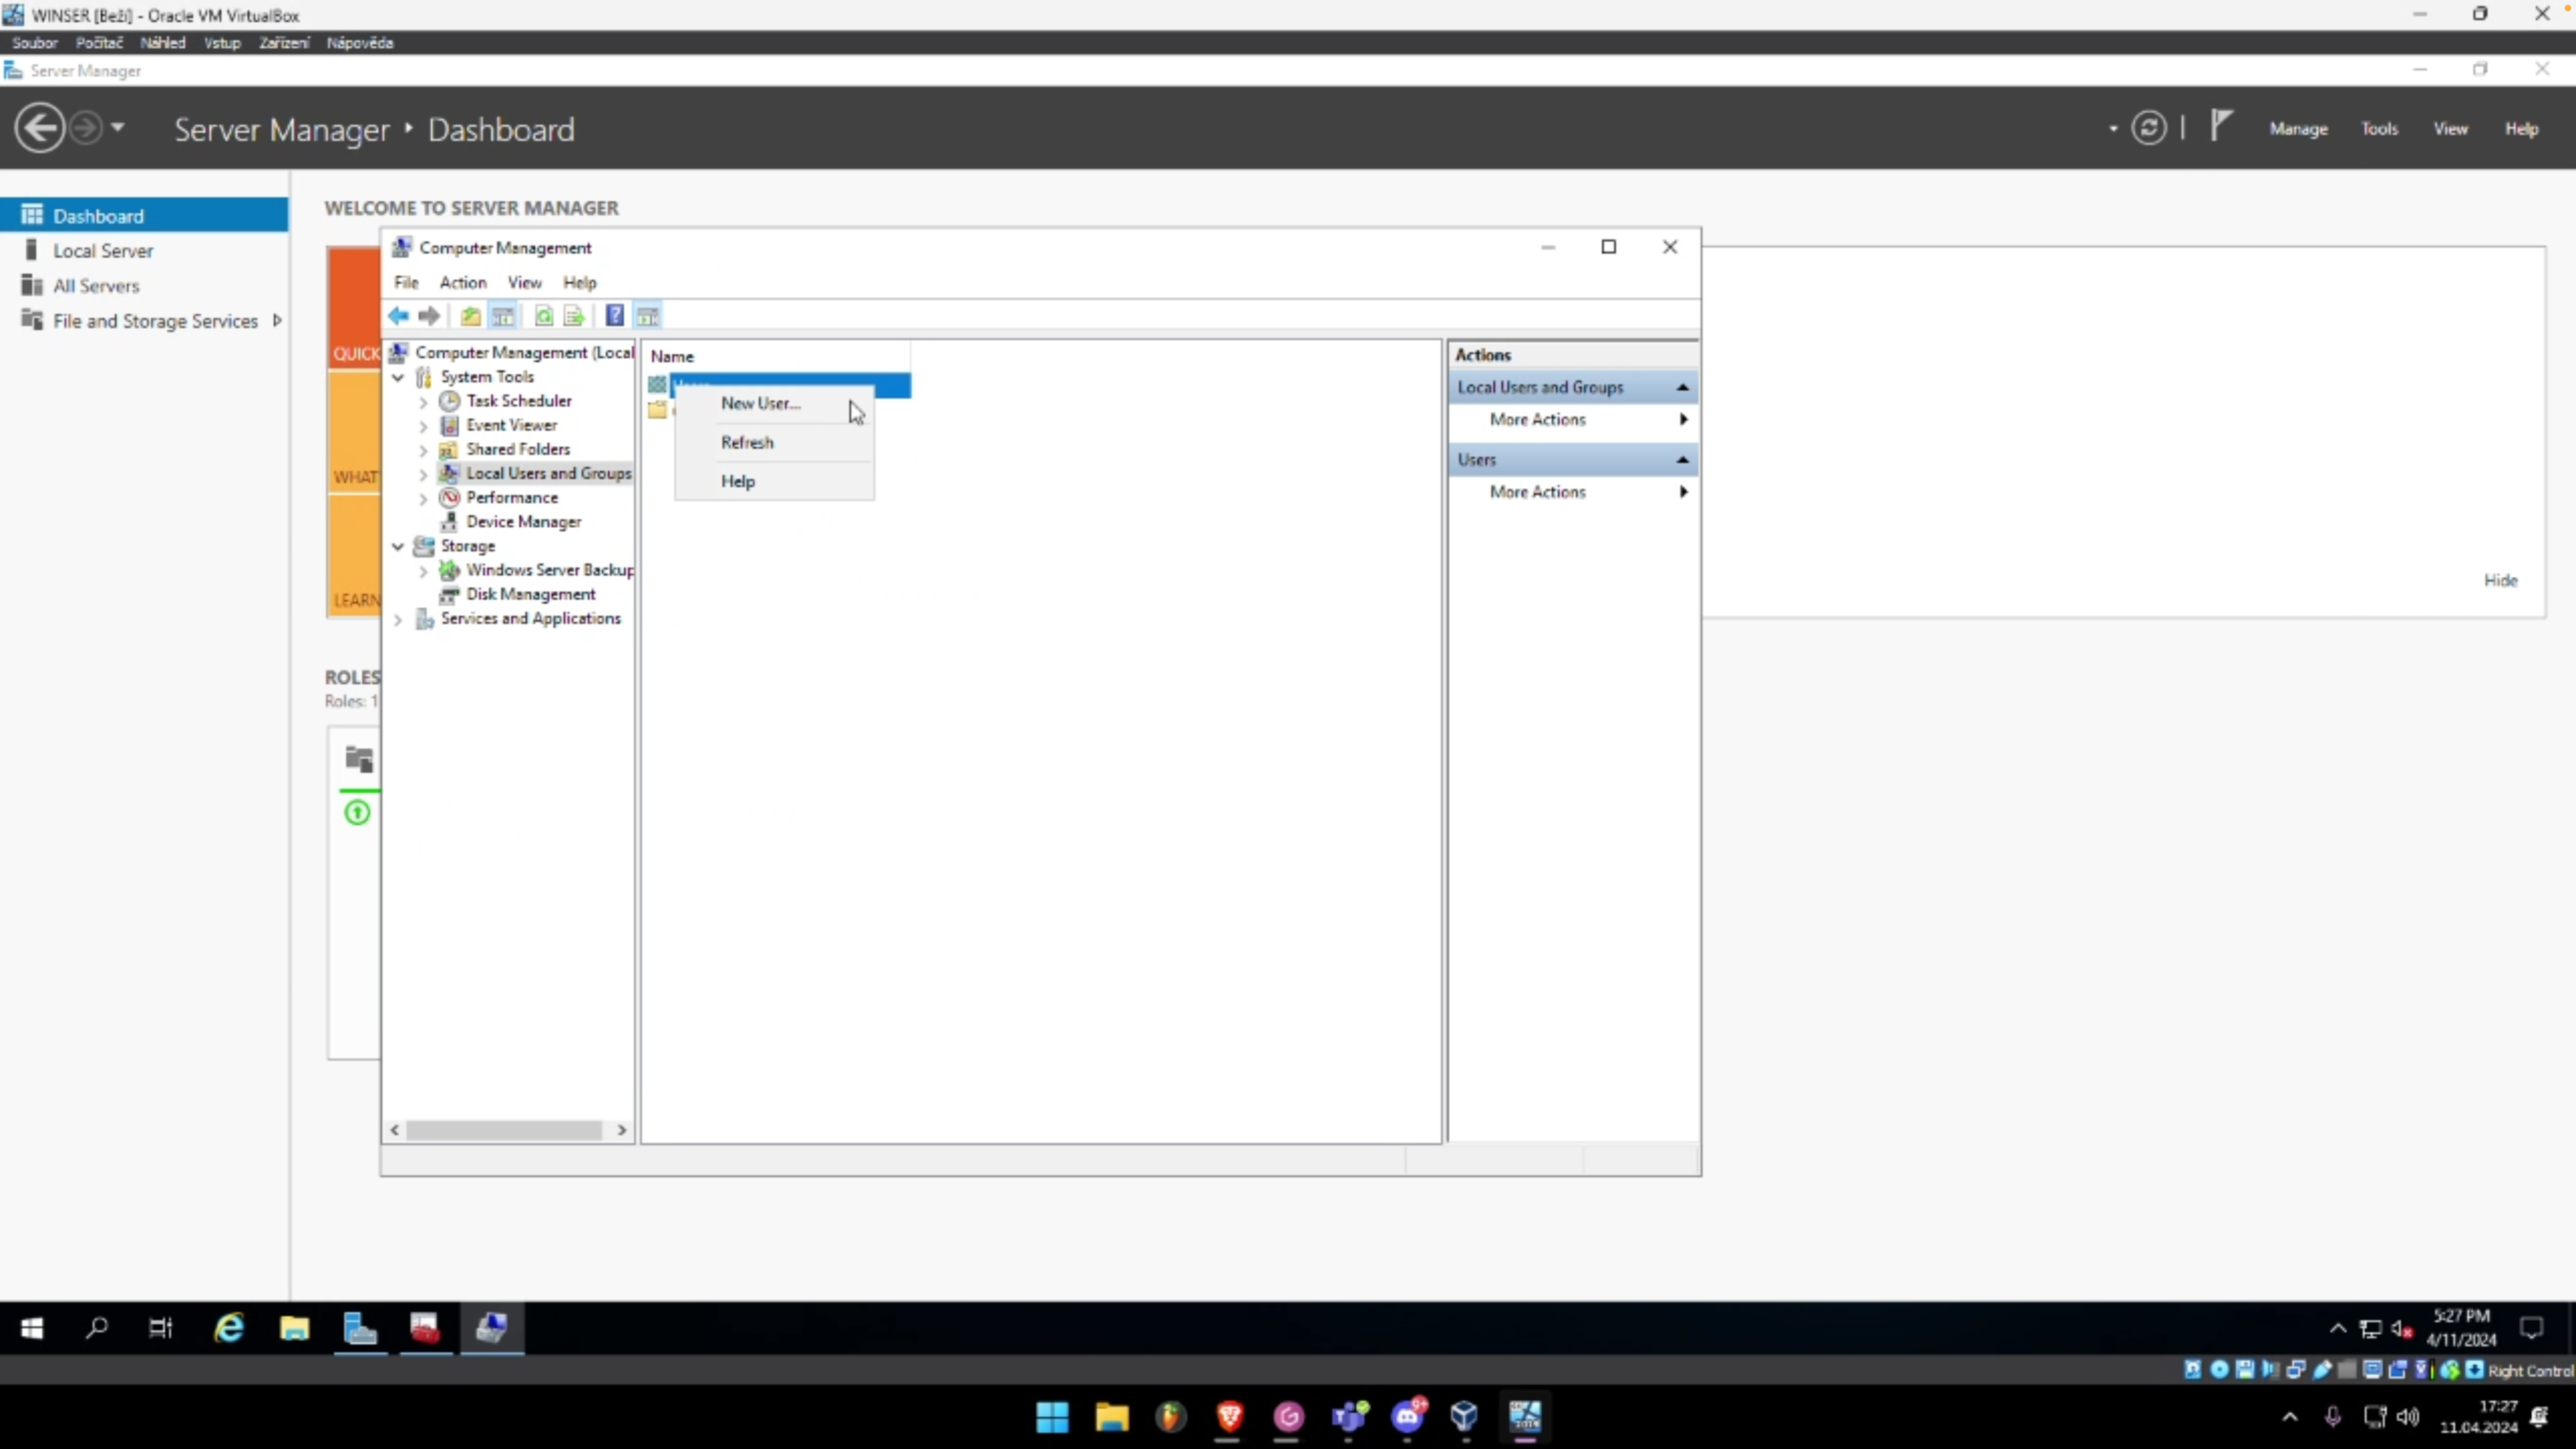 WINSER [Běží] - Oracle VM VirtualBox
Soubor Počítač Náhled Vstup Zařízení Nápověda
Server Manager
Server Manager Dashboard
Manage Tools View Help
Dashboard
Local Server
All Servers
File and Storage Services
WELCOME TO SERVER MANAGER
QUICK
WHAT'
LEARN
Hide
ROLES
Roles: 1
Computer Management
File Action View Help
Computer Management (Local
System Tools
Task Scheduler
Event Viewer
Shared Folders
Local Users and Groups
Performance
Device Manager
Storage
Windows Server Backup
Disk Management
Services and Applications
Name
New User...
Refresh
Help
Actions
Local Users and Groups
More Actions
Users
More Actions
5:27 PM
4/11/2024
Right Control
9+
2019
17:27
11.04.2024